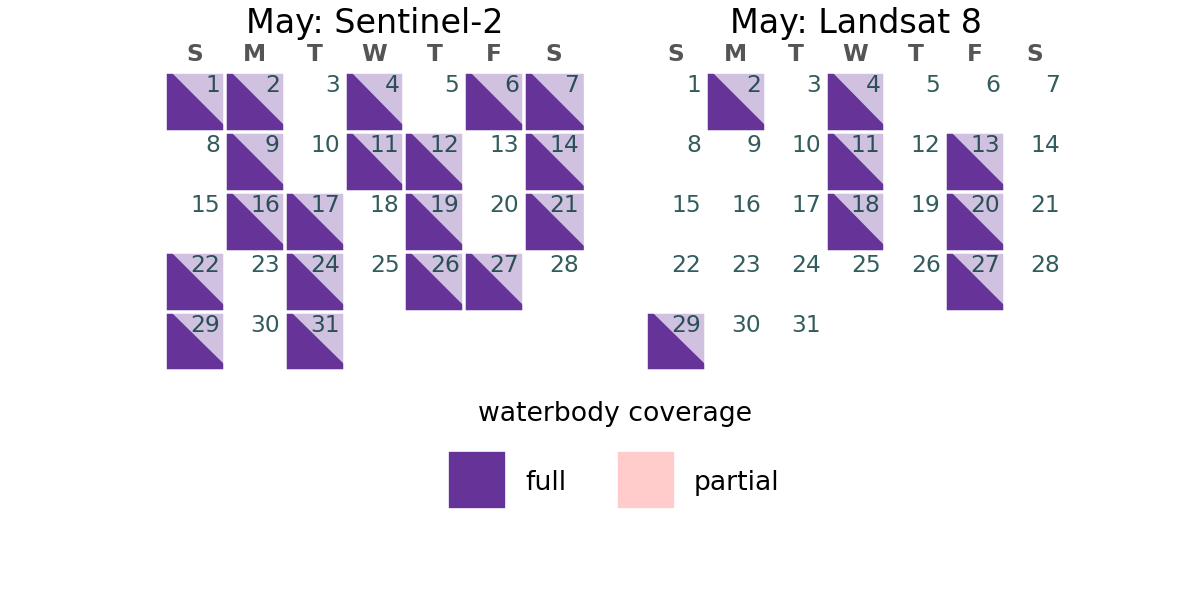 May: Sentinel-2
S M T W T F S
1 2 3 4 5 6 7
8 9 10 11 12 13 14
15 16 17 18 19 20 21
22 23 24 25 26 27 28
29 30 31
May: Landsat 8
S M T W T F S
1 2 3 4 5 6 7
8 9 10 11 12 13 14
15 16 17 18 19 20 21
22 23 24 25 26 27 28
29 30 31
waterbody coverage
full partial